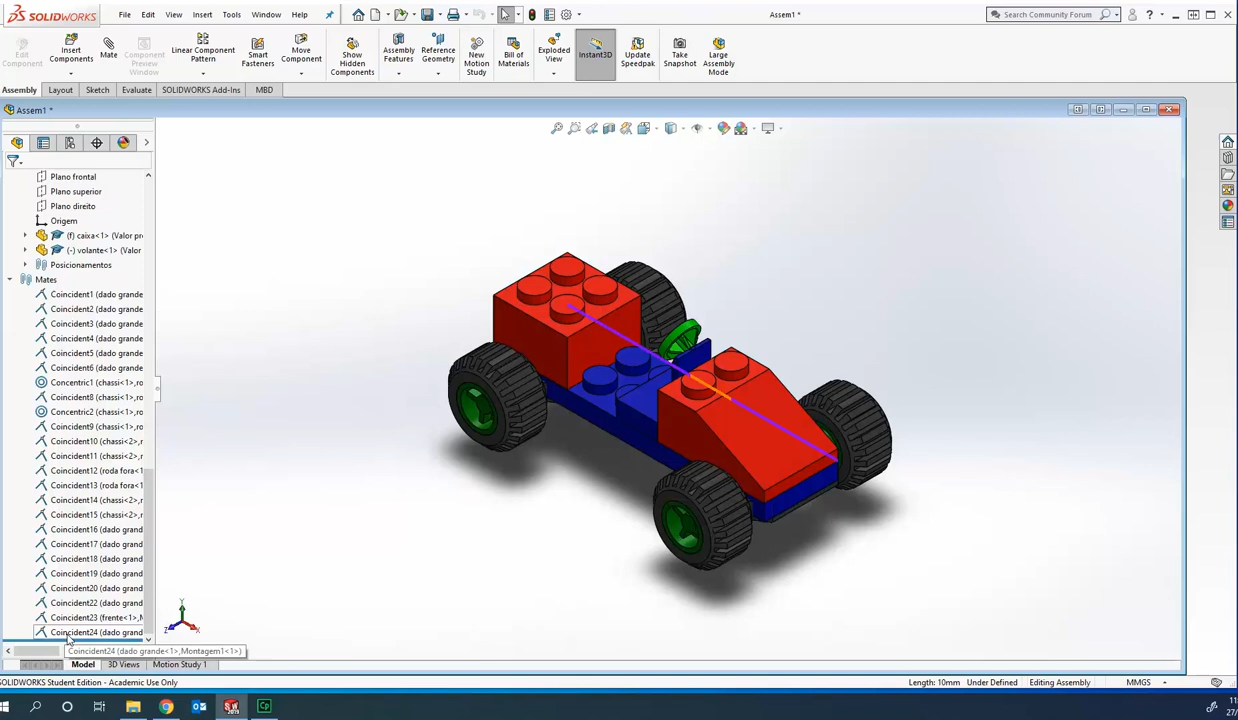 SOLIDWORKS File Edit View Insert Tools Window Help Assem1 * Search Community Forum
Edit Component
Insert Components
Mate
Component Preview Window
Linear Component Pattern
Smart Fasteners
Move Component
Show Hidden Components
Assembly Features
Reference Geometry
New Motion Study
Bill of Materials
Exploded View
Instant3D
Update Speedpak
Take Snapshot
Large Assembly Mode
Assembly Layout Sketch Evaluate SOLIDWORKS Add-Ins MBD
Assem1 *
Plano frontal
Plano superior
Plano direito
Origem
(f) caixa<1> (Valor pr
(-) volante<1> (Valor
Posicionamentos
Mates
Coincident1 (dado grande
Coincident2 (dado grande
Coincident3 (dado grande
Coincident4 (dado grande
Coincident5 (dado grande
Coincident6 (dado grande
Concentric1 (chassi<1>,ro
Coincident8 (chassi<1>,ro
Concentric2 (chassi<1>,ro
Coincident9 (chassi<1>,ro
Coincident10 (chassi<2>,r
Coincident11 (chassi<2>,r
Coincident12 (roda fora<1
Coincident13 (roda fora<1
Coincident14 (chassi<2>,r
Coincident15 (chassi<2>,r
Coincident16 (dado grand
Coincident17 (dado grand
Coincident18 (dado grand
Coincident19 (dado grand
Coincident20 (dado grand
Coincident22 (dado grand
Coincident23 (frente<1>,M
Coincident24 (dado grand
Coincident24 (dado grande<1>,Montagem1<1>)
Y
Z X
Model 3D Views Motion Study 1
SOLIDWORKS Student Edition - Academic Use Only Length: 10mm Under Defined Editing Assembly MMGS